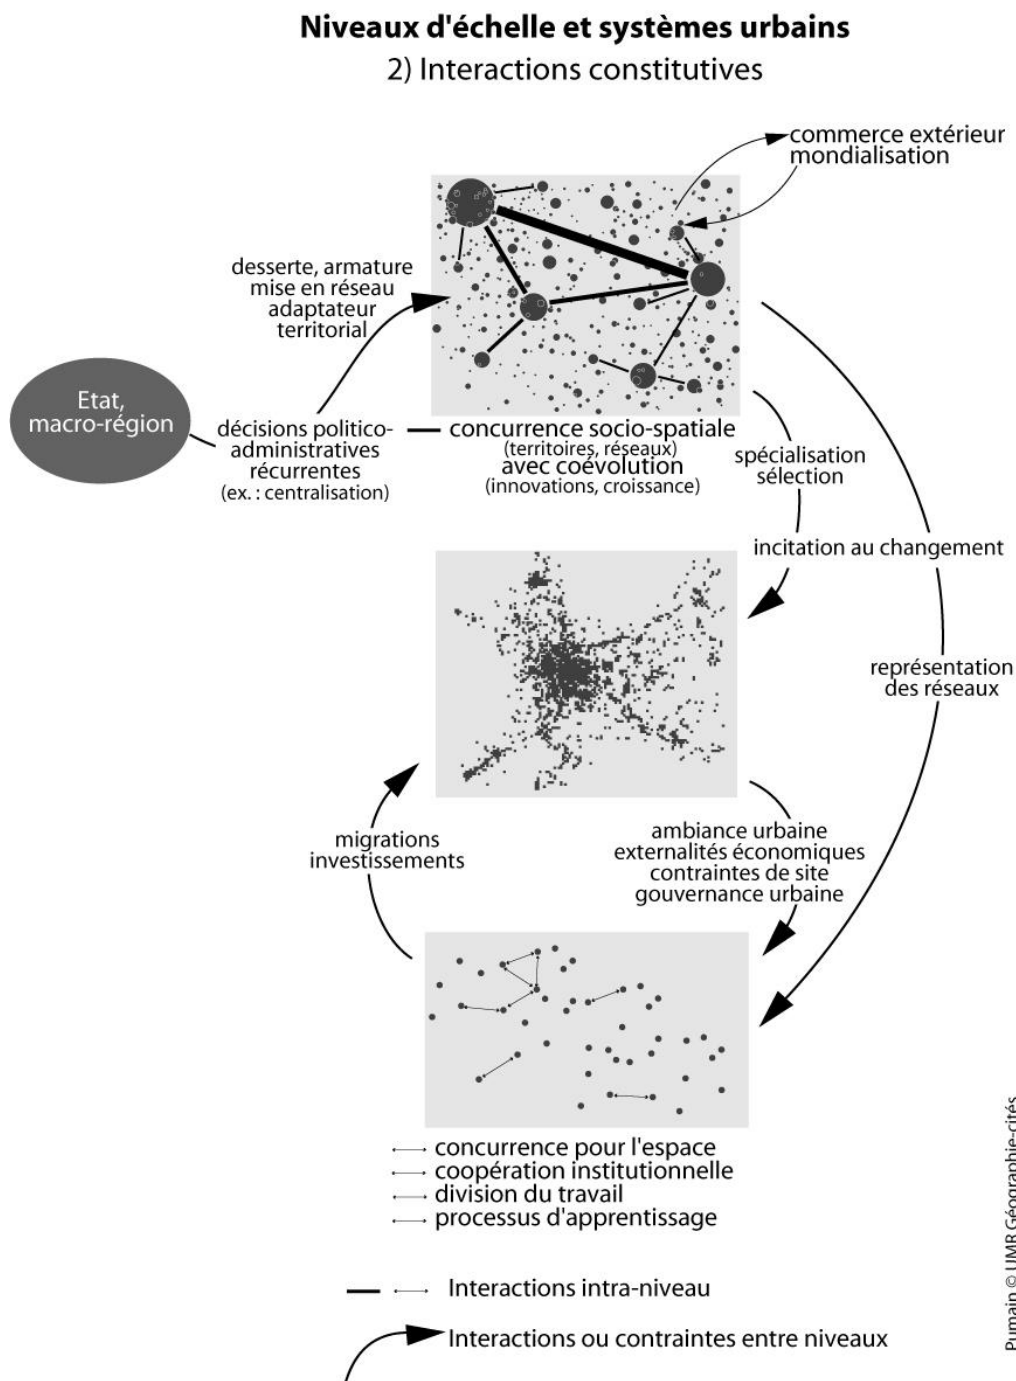 Niveaux d'échelle et systèmes urbains
2) Interactions constitutives
commerce extérieur
mondialisation
desserte, armature
mise en réseau
adaptateur
territorial
Etat,
macro-région
décisions politico-
administratives
récurrentes
(ex. : centralisation)
concurrence socio-spatiale
(territoires, réseaux)
avec coévolution
(innovations, croissance)
spécialisation
sélection
incitation au changement
représentation
des réseaux
migrations
investissements
ambiance urbaine
externalités économiques
contraintes de site
gouvernance urbaine
concurrence pour l'espace
coopération institutionnelle
division du travail
processus d'apprentissage
Interactions intra-niveau
Interactions ou contraintes entre niveaux
Pumain © UMR Géographie-cités